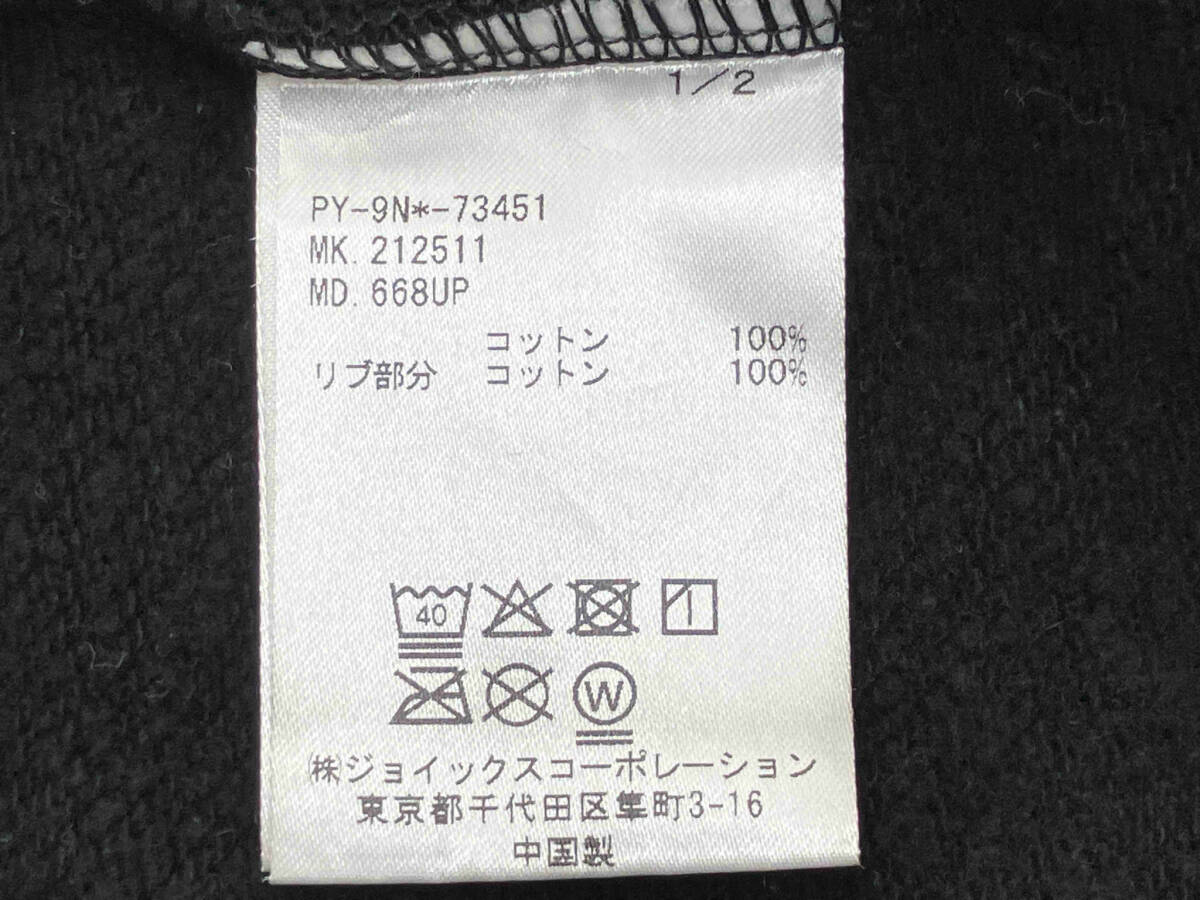 1/2
PY-9N*-73451
MK. 212511
MD. 668UP
コットン 100%
リブ部分 コットン 100%
40
W
㈱ジョイックスコーポレーション
東京都千代田区隼町3-16
中国製